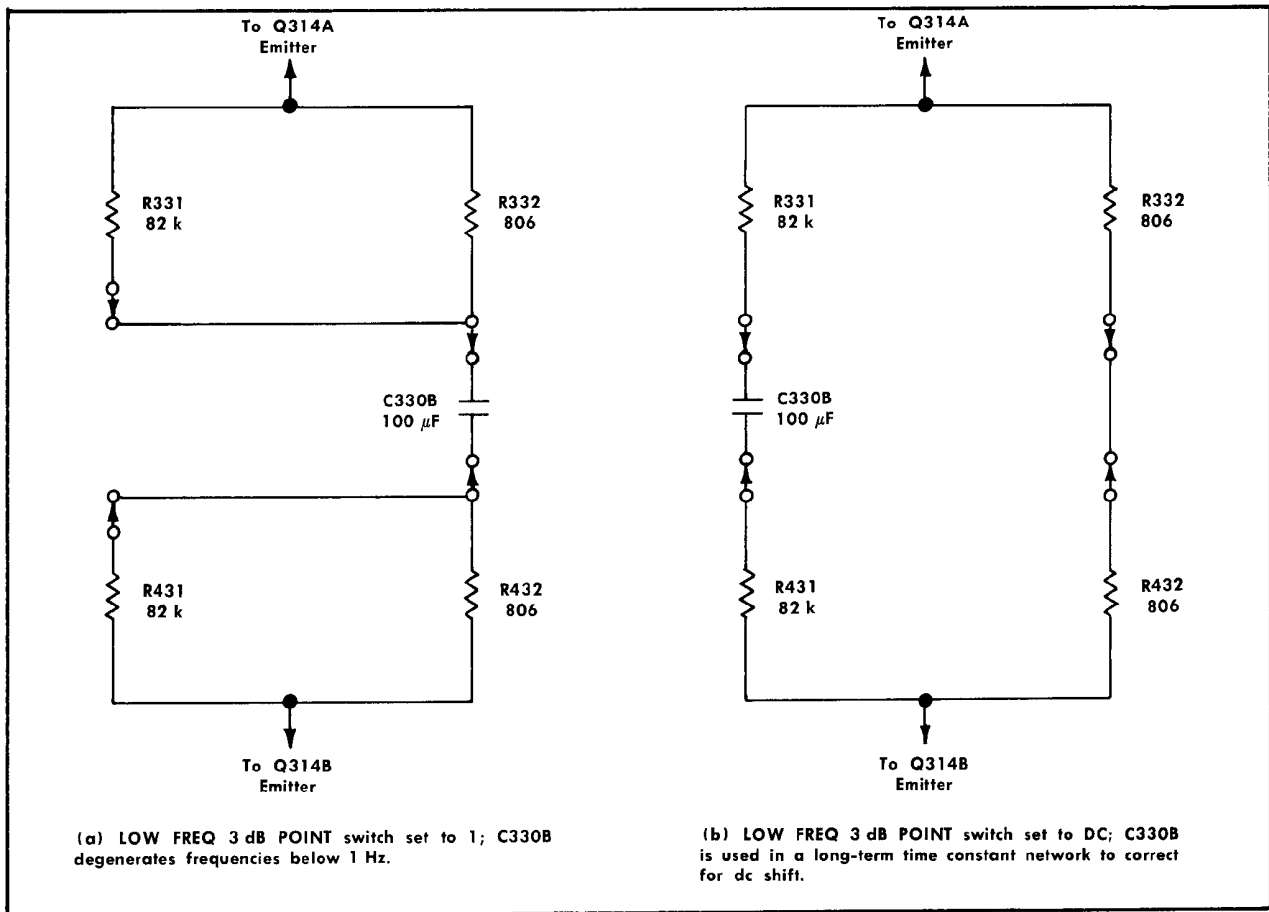 To Q314A
Emitter
R331
82 k
R332
806
C330B
100 μF
R431
82 k
R432
806
To Q314B
Emitter
(a) LOW FREQ 3 dB POINT switch set to 1; C330B
degenerates frequencies below 1 Hz.
To Q314A
Emitter
R331
82 k
R332
806
C330B
100 μF
R431
82 k
R432
806
To Q314B
Emitter
(b) LOW FREQ 3 dB POINT switch set to DC; C330B
is used in a long-term time constant network to correct
for dc shift.